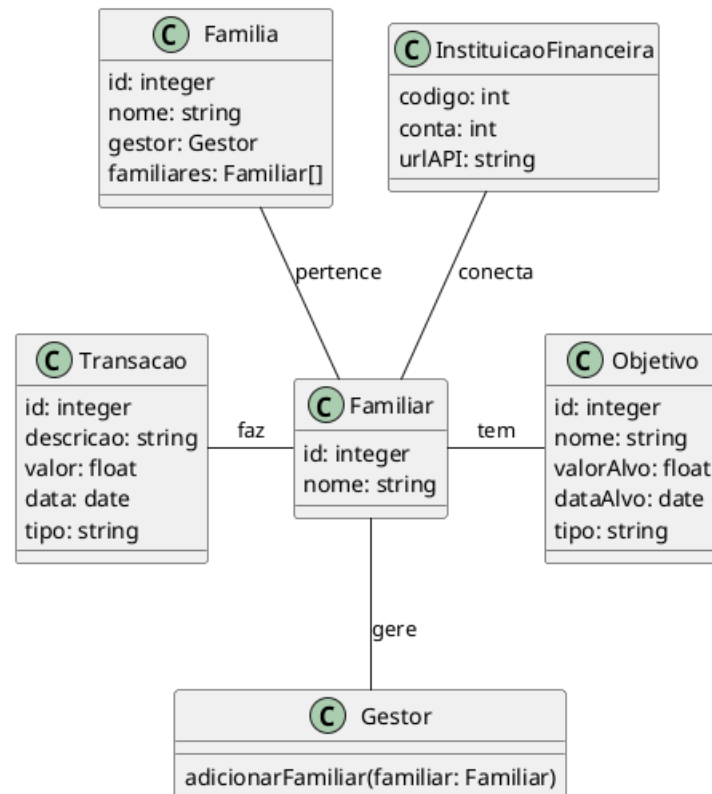 C Familia
id: integer
nome: string
gestor: Gestor
familiares: Familiar[]
C InstituicaoFinanceira
codigo: int
conta: int
urlAPI: string
pertence
conecta
C Transacao
id: integer
descricao: string
valor: float
data: date
tipo: string
faz
C Familiar
id: integer
nome: string
tem
C Objetivo
id: integer
nome: string
valorAlvo: float
dataAlvo: date
tipo: string
gere
C Gestor
adicionarFamiliar(familiar: Familiar)